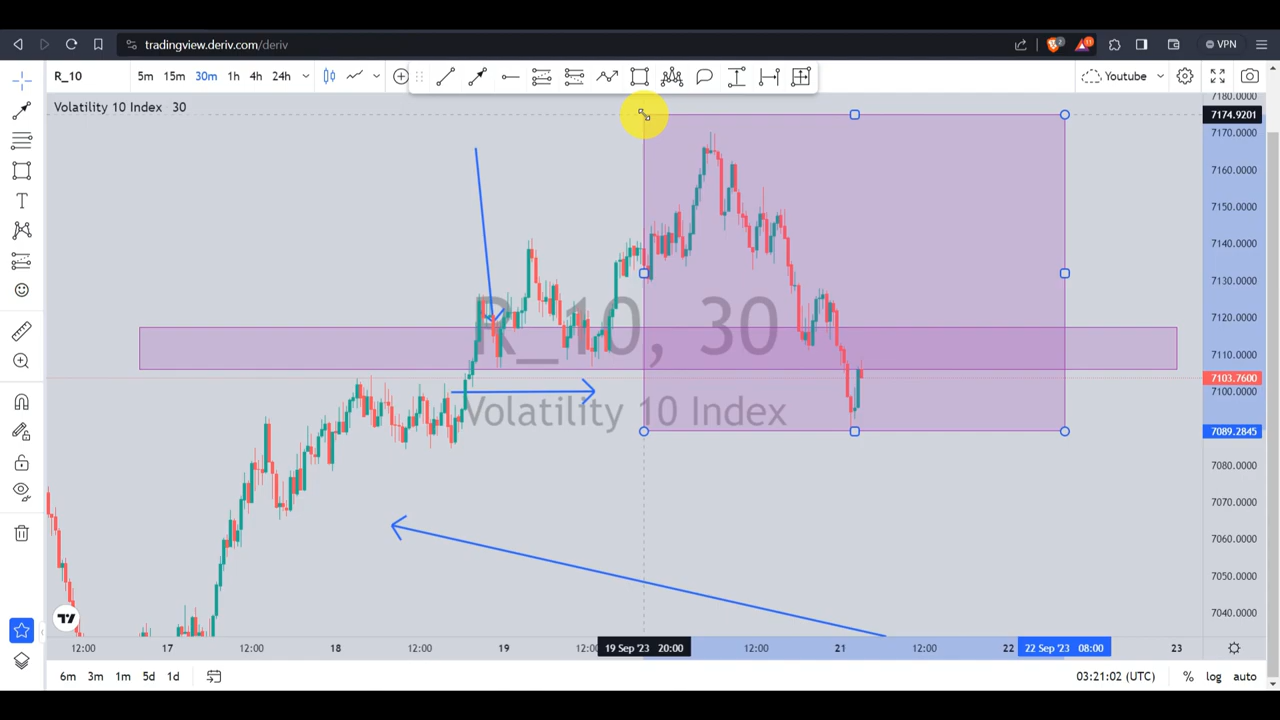 tradingview.deriv.com/deriv
2
11
VPN
R_10
5m 15m 30m 1h 4h 24h
Youtube
Volatility 10 Index 30
7180.0000
7174.9201
7170.0000
7160.0000
7150.0000
7140.0000
7130.0000
7120.0000
7110.0000
7103.7600
7100.0000
7089.2845
7080.0000
7070.0000
7060.0000
7050.0000
7040.0000
R_10, 30
Volatility 10 Index
12:00 17 12:00 18 12:00 19 12:00 19 Sep '23 20:00 12:00 21 12:00 22 22 Sep '23 08:00 23
6m 3m 1m 5d 1d
03:21:02 (UTC) % log auto